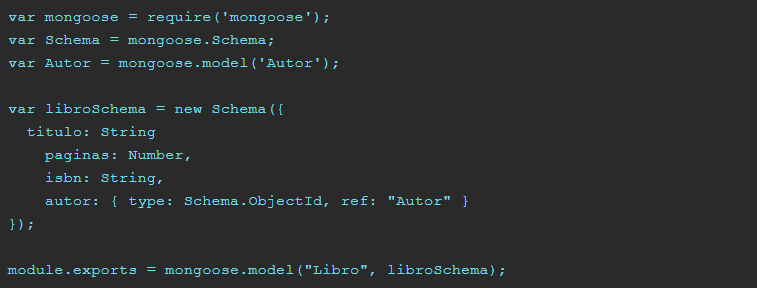 var mongoose = require('mongoose');
var Schema = mongoose.Schema;
var Autor = mongoose.model('Autor');

var libroSchema = new Schema({
  titulo: String
    paginas: Number,
    isbn: String,
    autor: { type: Schema.ObjectId, ref: "Autor" }
});

module.exports = mongoose.model("Libro", libroSchema);